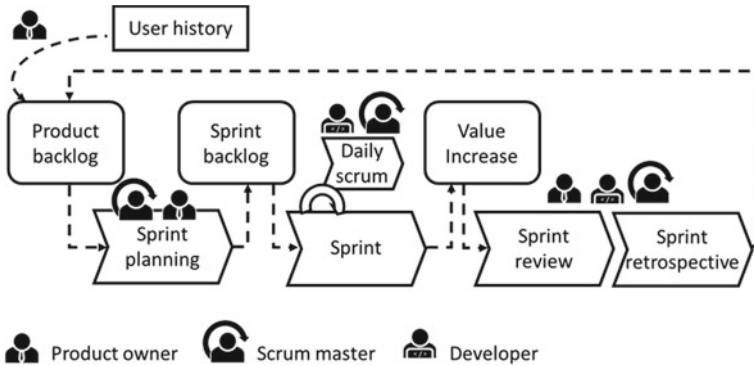 User history
Product
backlog
Sprint
backlog
Daily
scrum
Value
Increase
Sprint
planning
Sprint
Sprint
review
Sprint
retrospective
Product owner
Scrum master
Developer